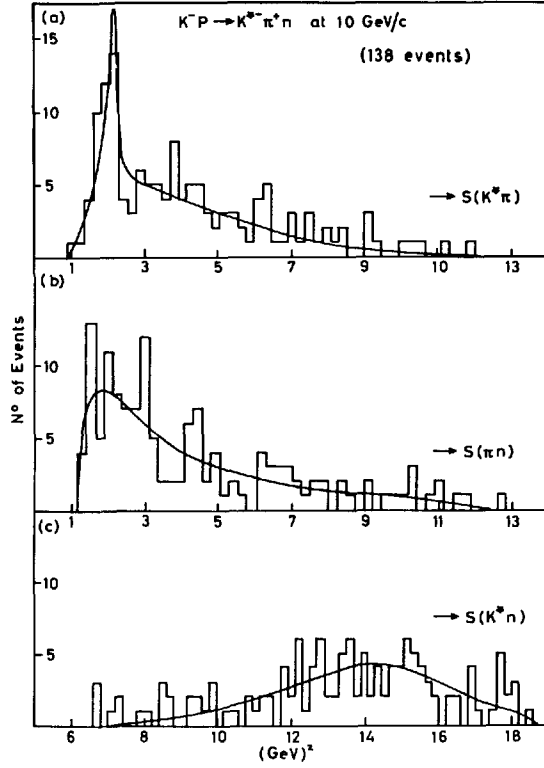 (a)
K⁻P → K*⁻ π⁺n at 10 GeV/c
(138 events)
15
10
5
→ S(K*π)
1 3 5 7 9 11 13
(b)
10
5
→ S(πn)
1 3 5 7 9 11 13
(c)
10
5
→ S(K*n)
6 8 10 12 14 16 18
(GeV)²
Nº of Events